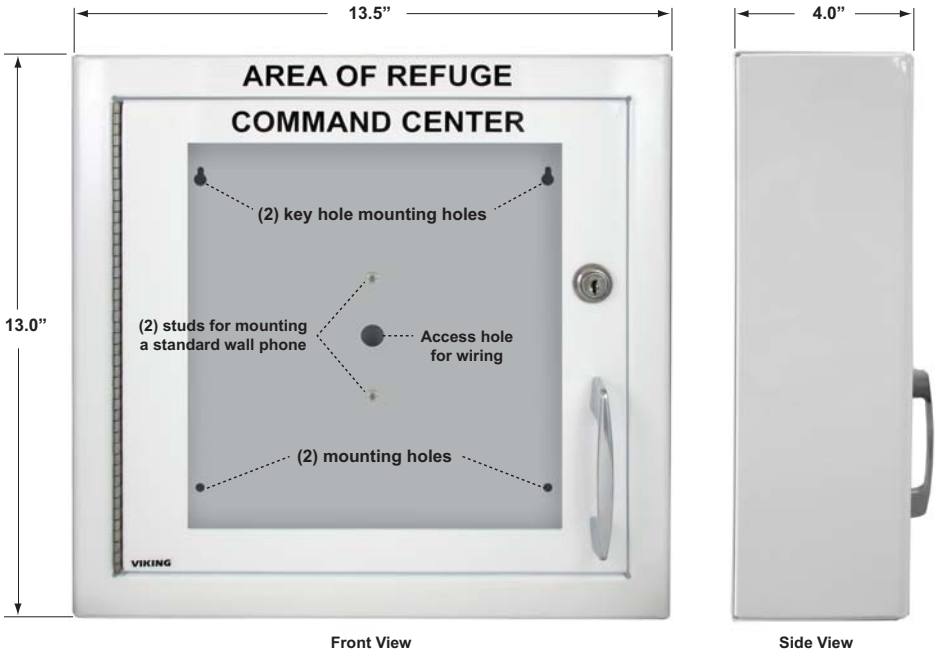 13.5”
4.0”
AREA OF REFUGE
COMMAND CENTER
(2) key hole mounting holes
13.0”
(2) studs for mounting
a standard wall phone
Access hole
for wiring
(2) mounting holes
VIKING
Front View
Side View